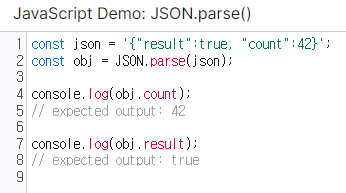 JavaScript Demo: JSON.parse()
1 const json = '{"result":true, "count":42}';
2 const obj = JSON.parse(json);
3
4 console.log(obj.count);
5 // expected output: 42
6
7 console.log(obj.result);
8 // expected output: true
9